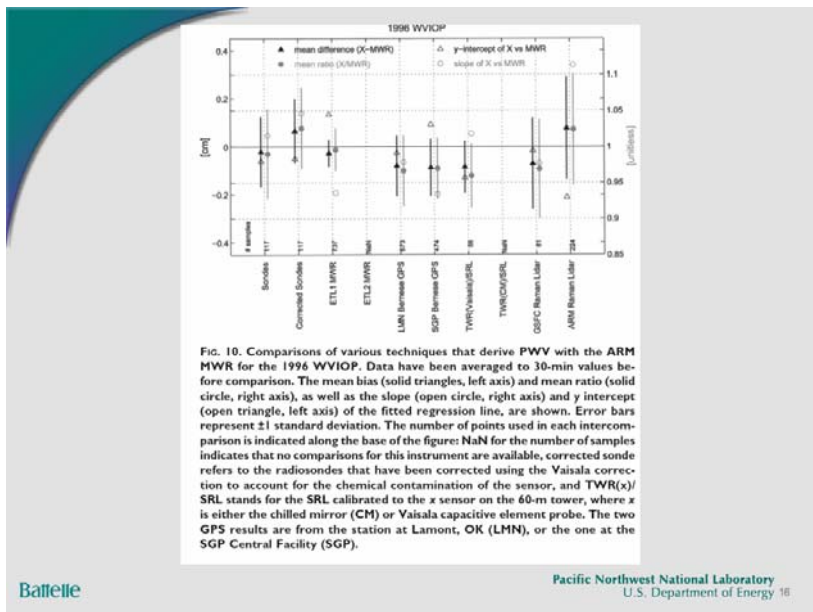 1996 WVIOP
mean difference (X−MWR)
y-intercept of X vs MWR
mean ratio (X/MWR)
slope of X vs MWR
0.4
0.2
0
−0.2
−0.4
[cm]
1.1
1.05
1
0.95
0.9
0.85
[unitless]
# samples
117
117
737
NaN
673
474
NaN
81
224
Sondes
Corrected Sondes
ETL1 MWR
ETL2 MWR
LMN Bernese GPS
SGP Bernese GPS
TWR(Vaisala)/SRL
TWR(CM)/SRL
GSFC Raman Lidar
ARM Raman Lidar
FIG. 10. Comparisons of various techniques that derive PWV with the ARM
MWR for the 1996 WVIOP. Data have been averaged to 30-min values be-
fore comparison. The mean bias (solid triangles, left axis) and mean ratio (solid
circle, right axis), as well as the slope (open circle, right axis) and y intercept
(open triangle, left axis) of the fitted regression line, are shown. Error bars
represent ±1 standard deviation. The number of points used in each intercom-
parison is indicated along the base of the figure: NaN for the number of samples
indicates that no comparisons for this instrument are available, corrected sonde
refers to the radiosondes that have been corrected using the Vaisala correc-
tion to account for the chemical contamination of the sensor, and TWR(x)/
SRL stands for the SRL calibrated to the x sensor on the 60-m tower, where x
is either the chilled mirror (CM) or Vaisala capacitive element probe. The two
GPS results are from the station at Lamont, OK (LMN), or the one at the
SGP Central Facility (SGP).
Battelle
Pacific Northwest National Laboratory
U.S. Department of Energy 16